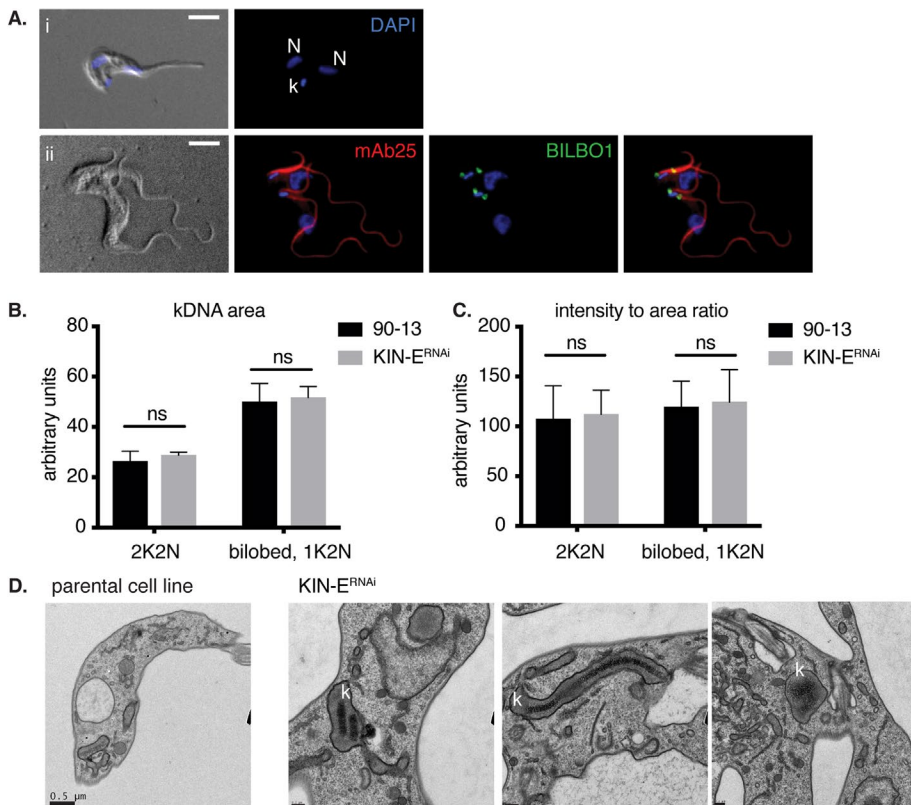 A.
i
DAPI
N
N
k
ii
mAb25
BILBO1
B.
kDNA area
90-13
KIN-E^RNAi
arbitrary units
80
60
40
20
0
ns
ns
2K2N
bilobed, 1K2N
C.
intensity to area ratio
90-13
KIN-E^RNAi
arbitrary units
200
150
100
50
0
ns
ns
2K2N
bilobed, 1K2N
D.
parental cell line
KIN-E^RNAi
0.5 µm
k
k
k